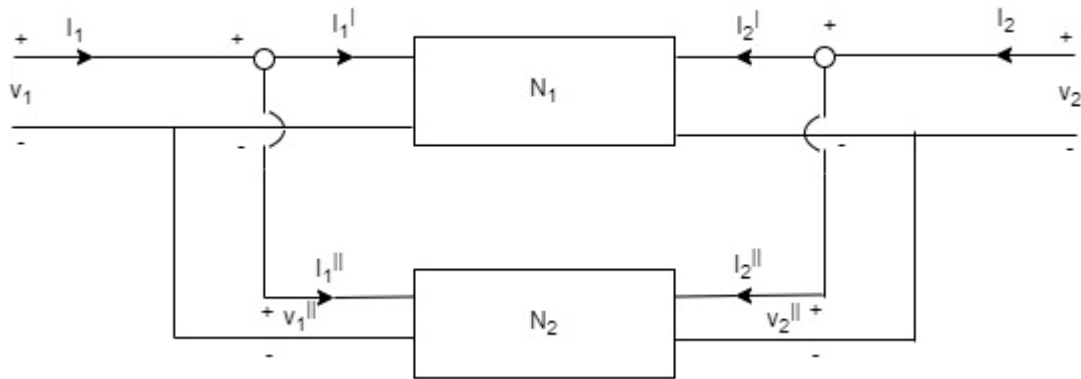 + I₁ + I₁ᴵ I₂ᴵ + I₂ +
v₁ N₁ v₂
- - - -
I₁ᴵᴵ I₂ᴵᴵ
+ v₁ᴵᴵ N₂ v₂ᴵᴵ +
- -